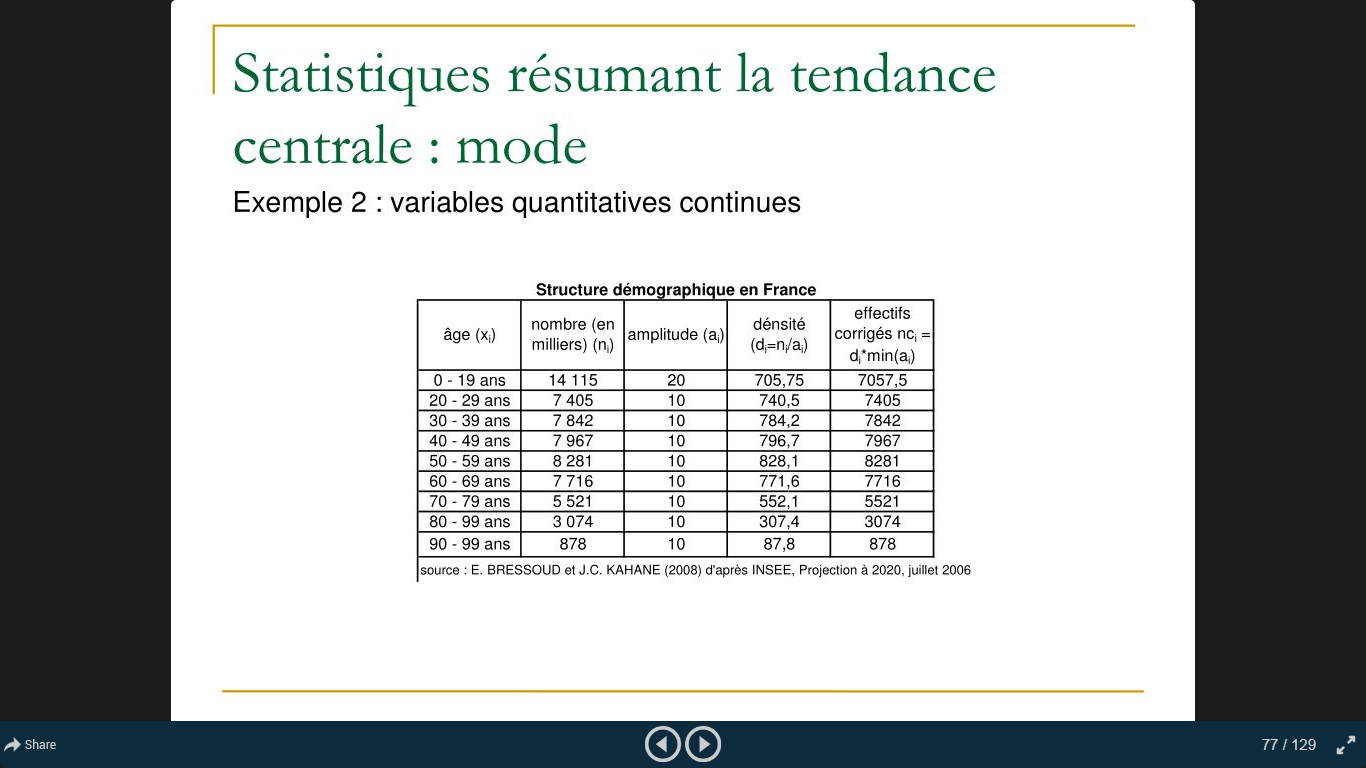 Statistiques résumant la tendance
centrale : mode
Exemple 2 : variables quantitatives continues
Structure démographique en France
âge (xi) nombre (en milliers) (ni) amplitude (ai) dénsité (di=ni/ai) effectifs corrigés nci = di*min(ai)
0 - 19 ans 14 115 20 705,75 7057,5
20 - 29 ans 7 405 10 740,5 7405
30 - 39 ans 7 842 10 784,2 7842
40 - 49 ans 7 967 10 796,7 7967
50 - 59 ans 8 281 10 828,1 8281
60 - 69 ans 7 716 10 771,6 7716
70 - 79 ans 5 521 10 552,1 5521
80 - 99 ans 3 074 10 307,4 3074
90 - 99 ans 878 10 87,8 878
source : E. BRESSOUD et J.C. KAHANE (2008) d'après INSEE, Projection à 2020, juillet 2006
Share
77 / 129